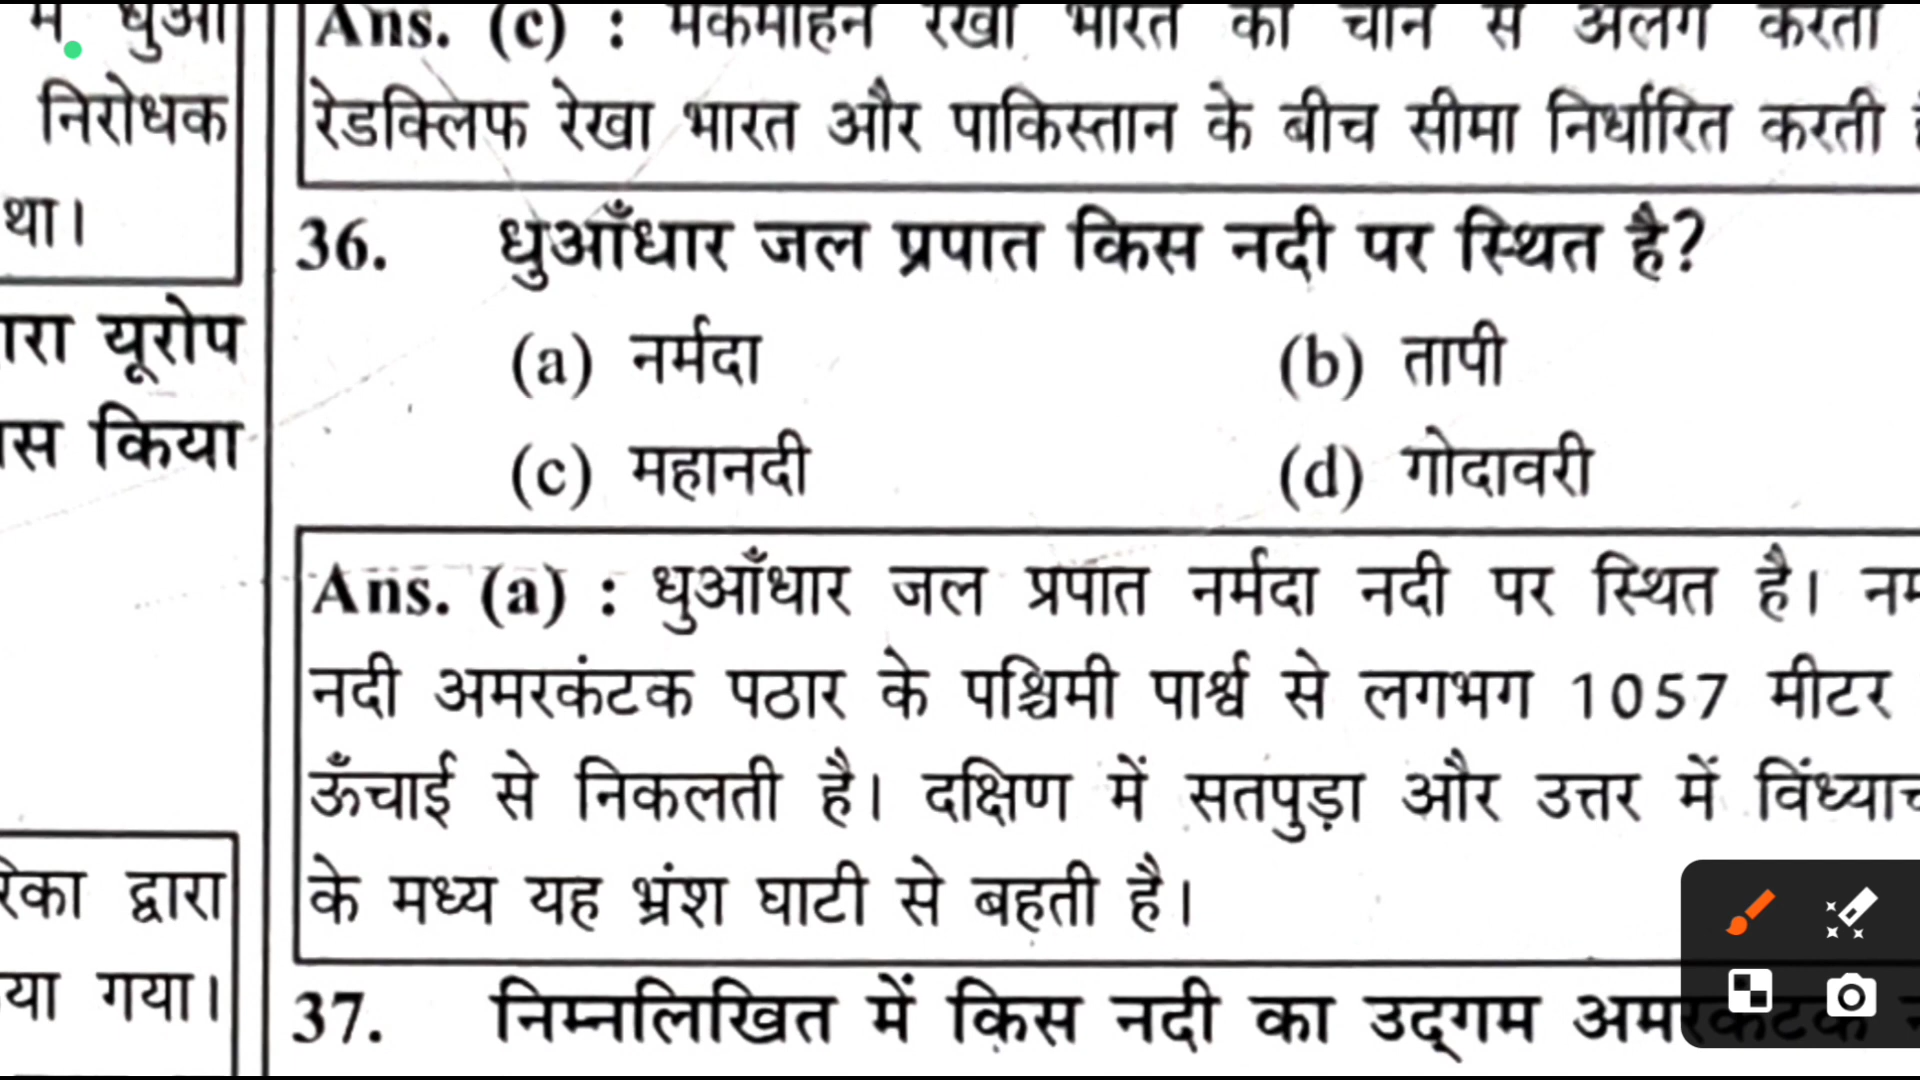 में धुआँ
निरोधक
था।
यूरोप
किया
द्वारा
गया।
Ans. (c) : मैकमोहन रेखा भारत को चीन से अलग करती
रेडक्लिफ रेखा भारत और पाकिस्तान के बीच सीमा निर्धारित करती
36. धुआँधार जल प्रपात किस नदी पर स्थित है?
(a) नर्मदा (b) तापी
(c) महानदी (d) गोदावरी
Ans. (a) : धुआँधार जल प्रपात नर्मदा नदी पर स्थित है।
नदी अमरकंटक पठार के पश्चिमी पार्श्व से लगभग 1057 मीटर
ऊँचाई से निकलती है। दक्षिण में सतपुड़ा और उत्तर में
के मध्य यह भ्रंश घाटी से बहती है।
37. निम्नलिखित में किस नदी का उद्गम अमरकंटक